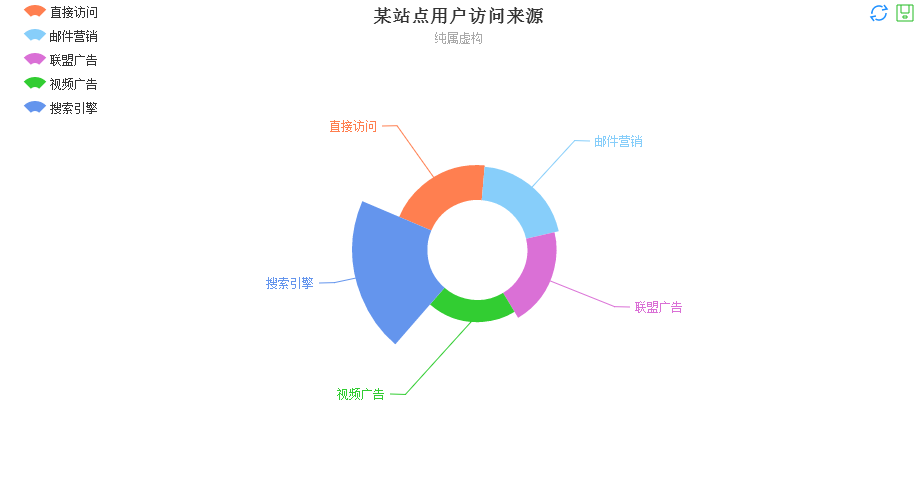 某站点用户访问来源
纯属虚构
直接访问
邮件营销
联盟广告
视频广告
搜索引擎
直接访问
邮件营销
搜索引擎
联盟广告
视频广告